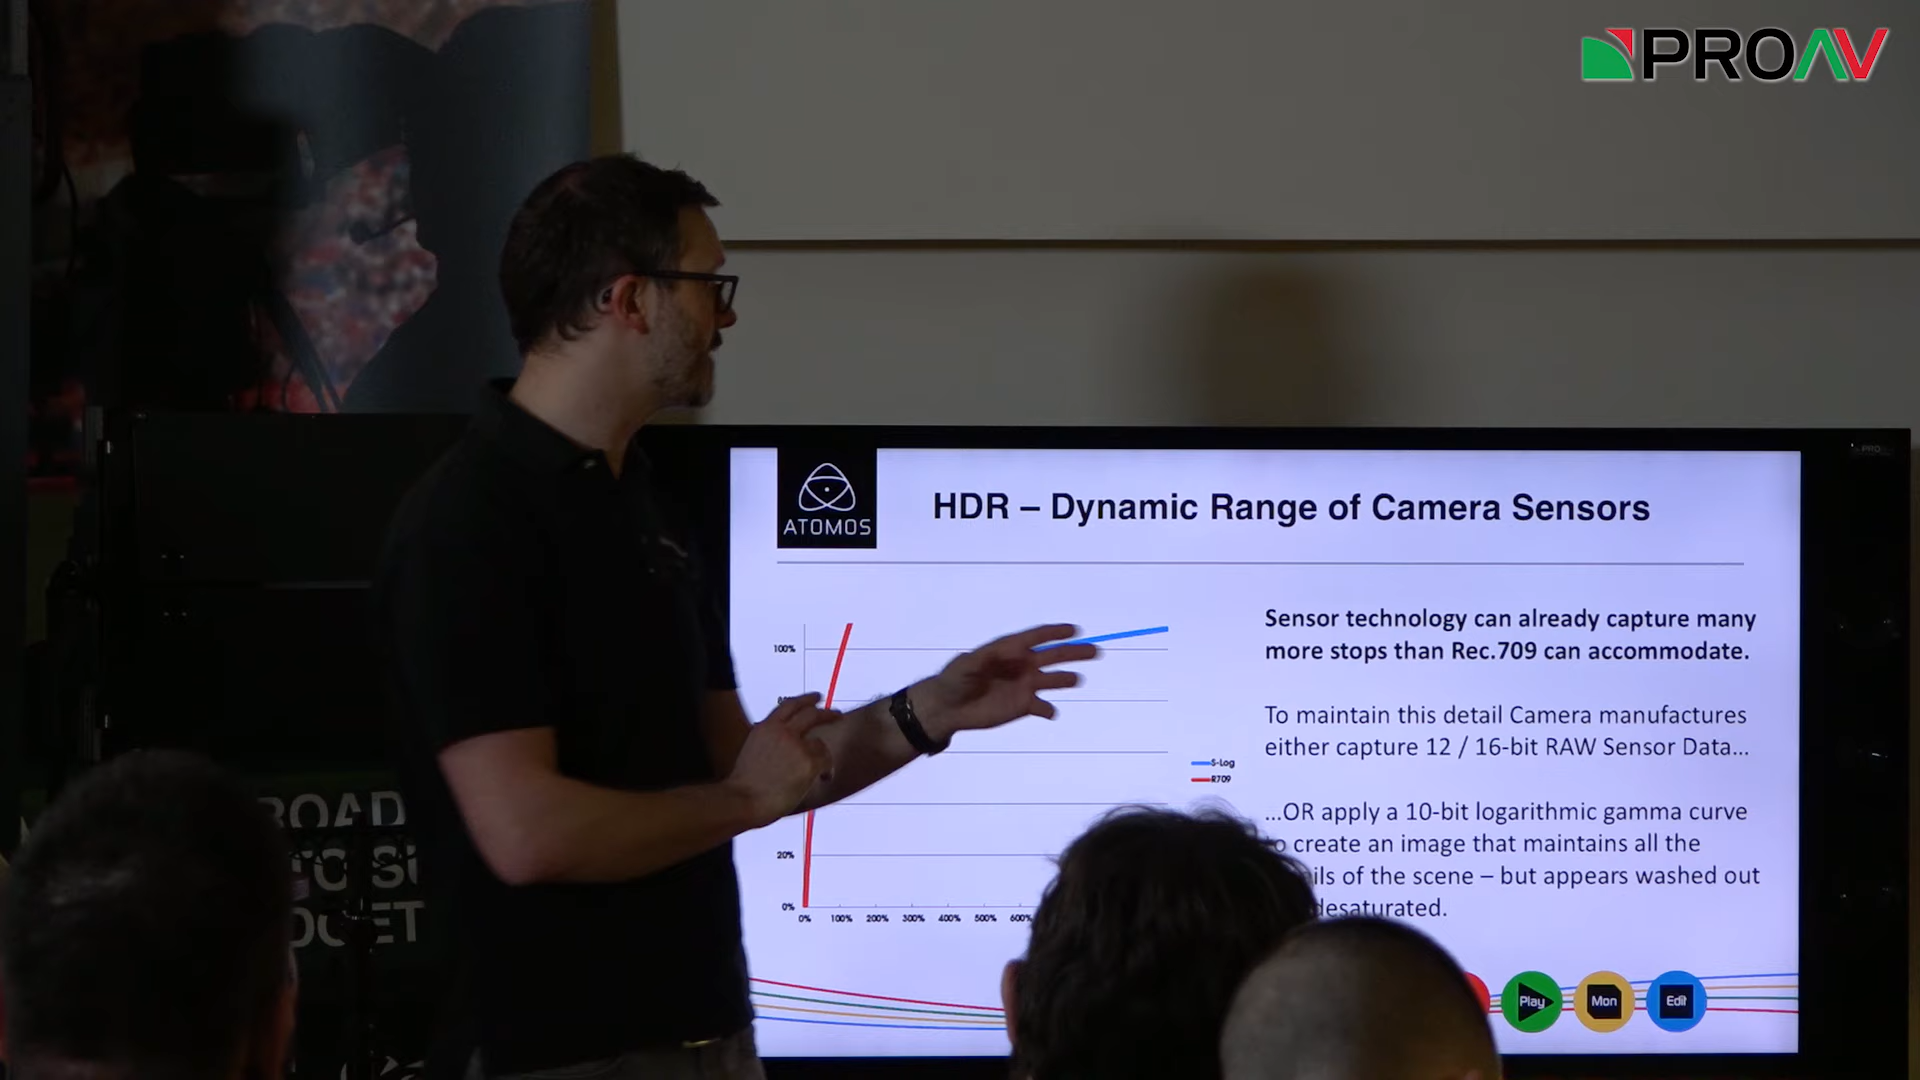 PROAV
PRO
ATOMOS
HDR – Dynamic Range of Camera Sensors
Sensor technology can already capture many
more stops than Rec.709 can accommodate.
To maintain this detail Camera manufactures
either capture 12 / 16-bit RAW Sensor Data...
...OR apply a 10-bit logarithmic gamma curve
create an image that maintains all the
of the scene – but appears washed out
desaturated.
100%
20%
0%
0% 100% 200% 300% 400% 500% 600%
S-Log
R709
Play
Mon
Edit